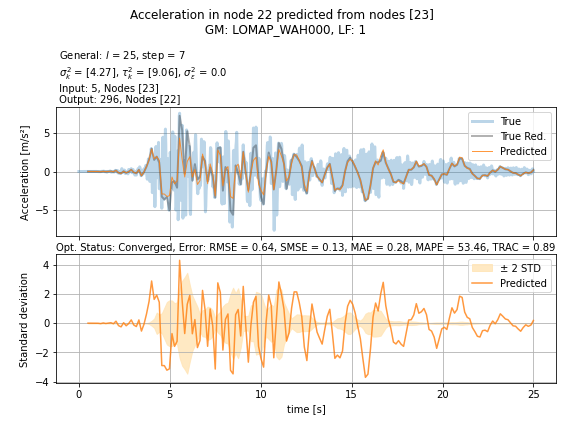 Acceleration in node 22 predicted from nodes [23]
GM: LOMAP_WAH000, LF: 1
General: l = 25, step = 7
σ²ₖ = [4.27], τ²ₖ = [9.06], σ²ε = 0.0
Input: 5, Nodes [23]
Output: 296, Nodes [22]
Acceleration [m/s²]
5
0
−5
True
True Red.
Predicted
Opt. Status: Converged, Error: RMSE = 0.64, SMSE = 0.13, MAE = 0.28, MAPE = 53.46, TRAC = 0.89
Standard deviation
4
2
0
−2
−4
± 2 STD
Predicted
0 5 10 15 20 25
time [s]